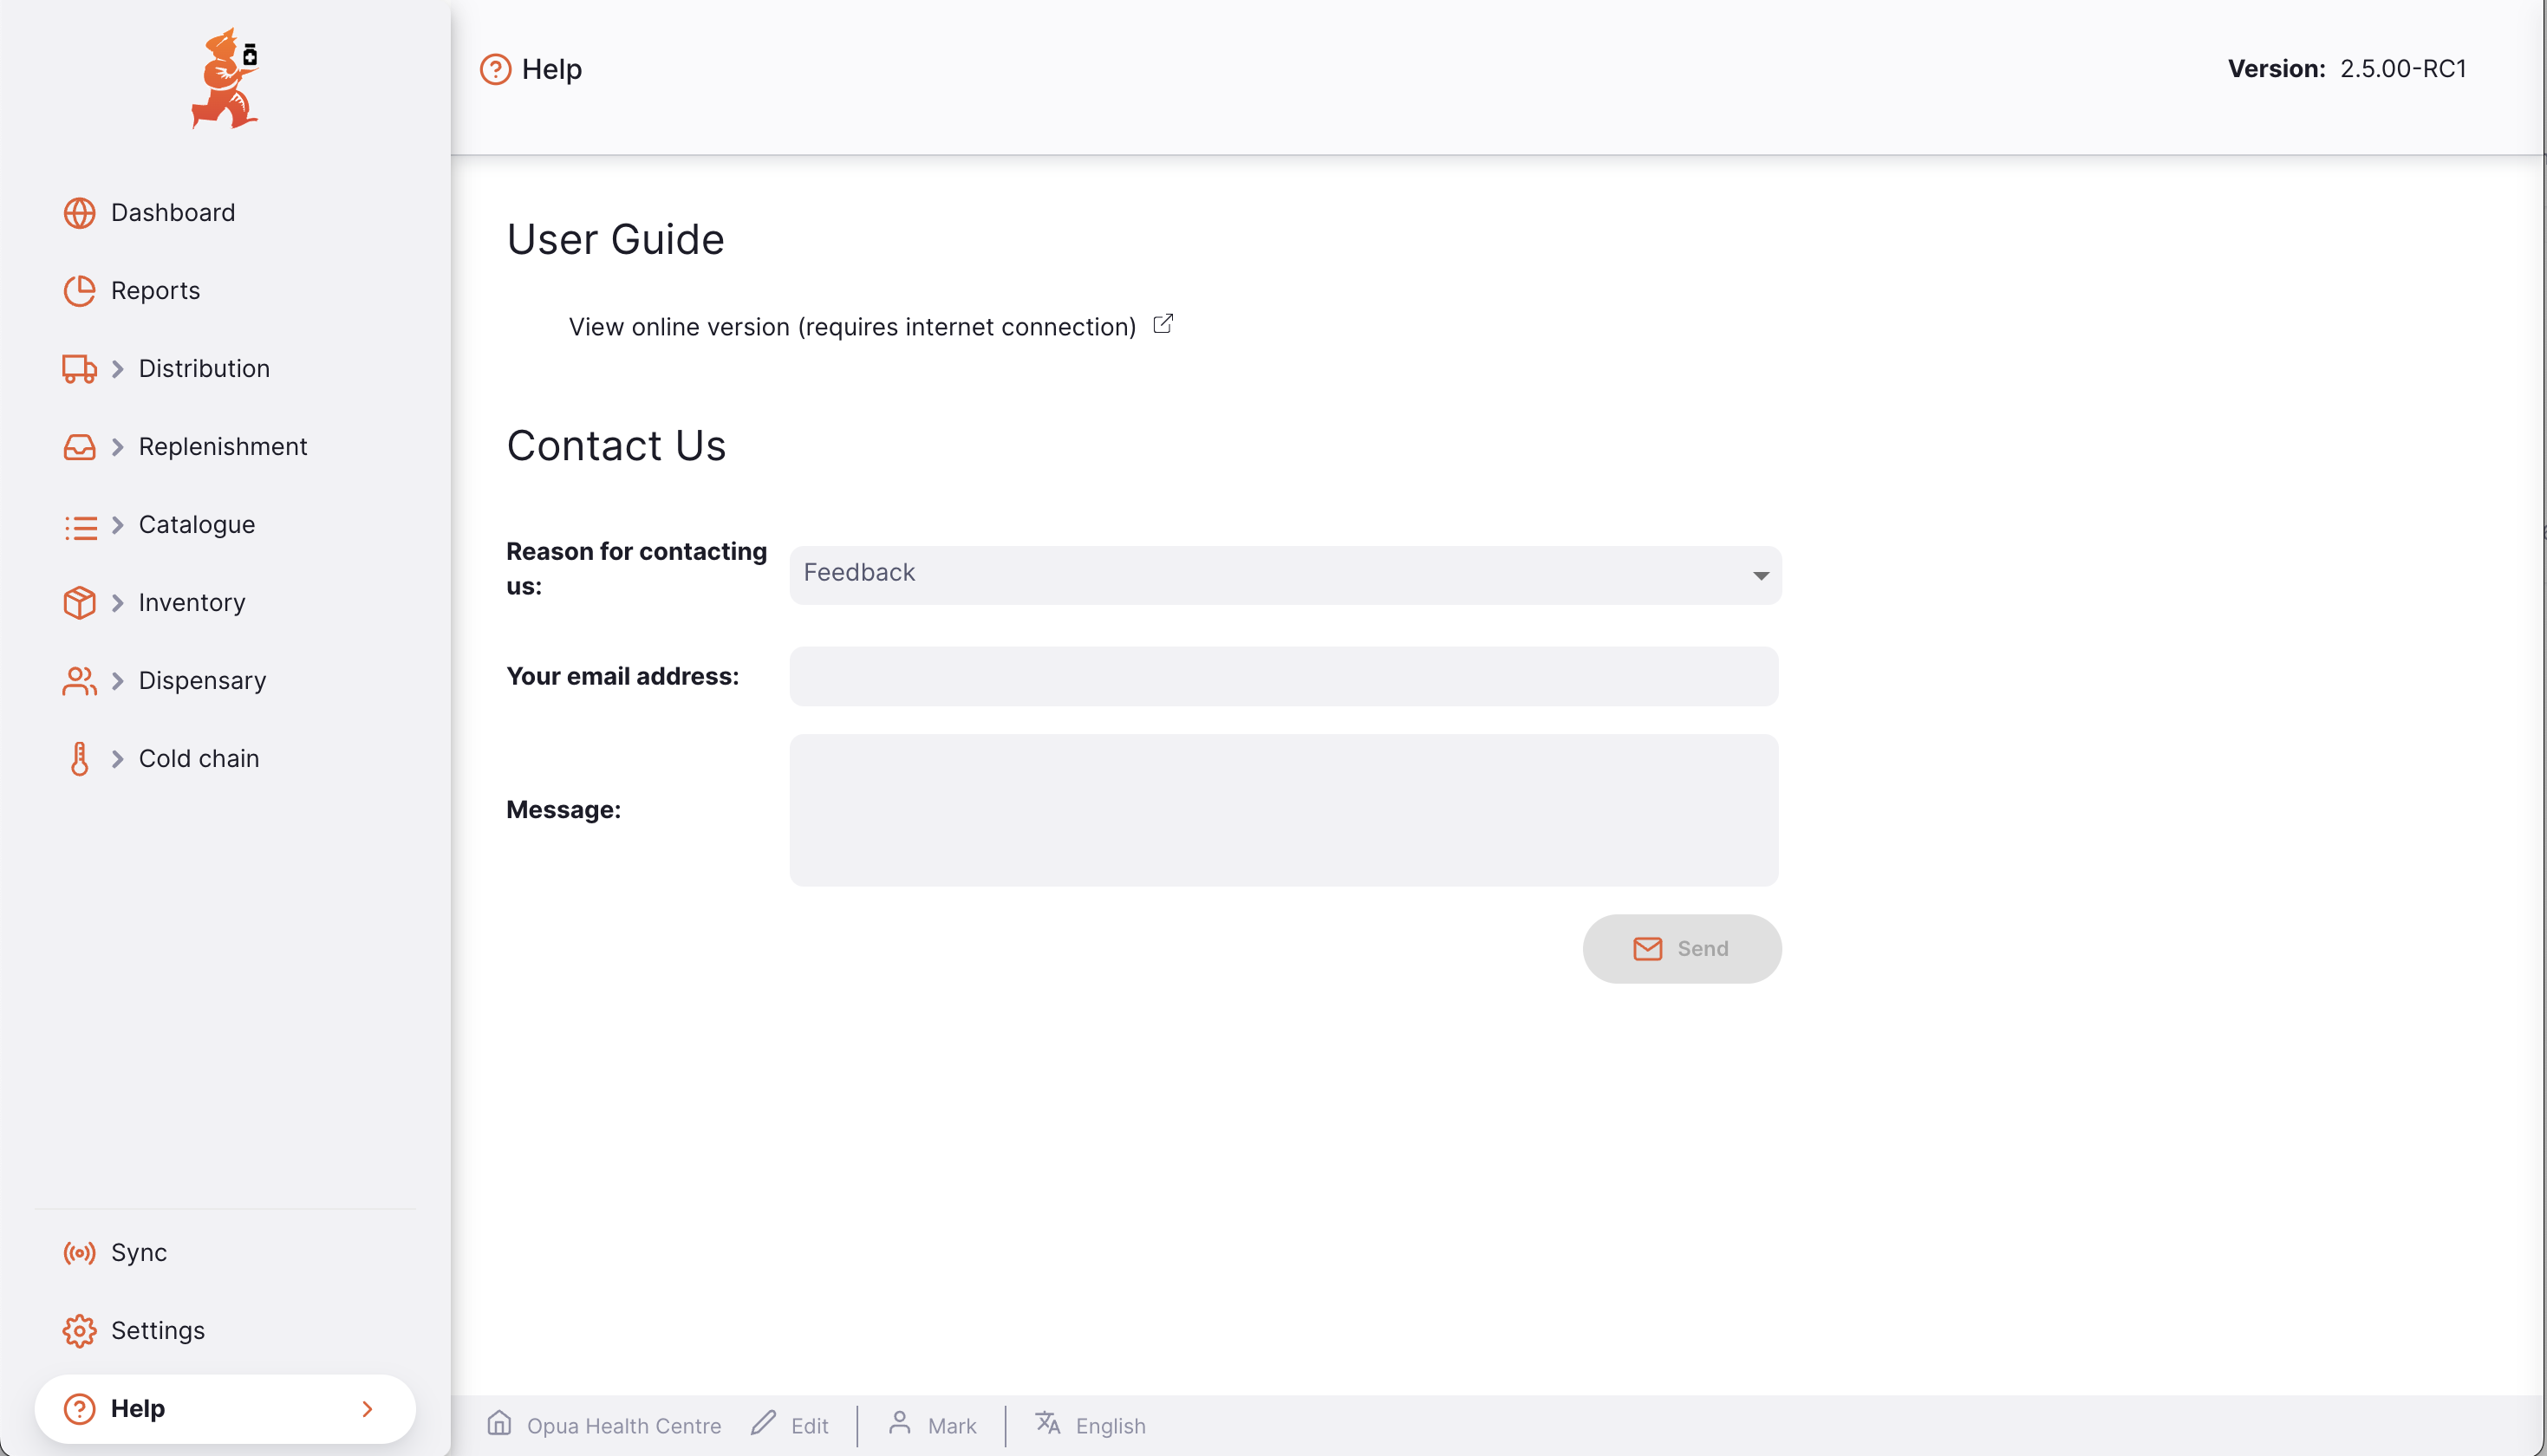 Help
Version: 2.5.00-RC1
Dashboard
Reports
Distribution
Replenishment
Catalogue
Inventory
Dispensary
Cold chain
Sync
Settings
Help
User Guide
View online version (requires internet connection)
Contact Us
Reason for contacting
us:
Feedback
Your email address:
Message:
Send
Opua Health Centre
Edit
Mark
English